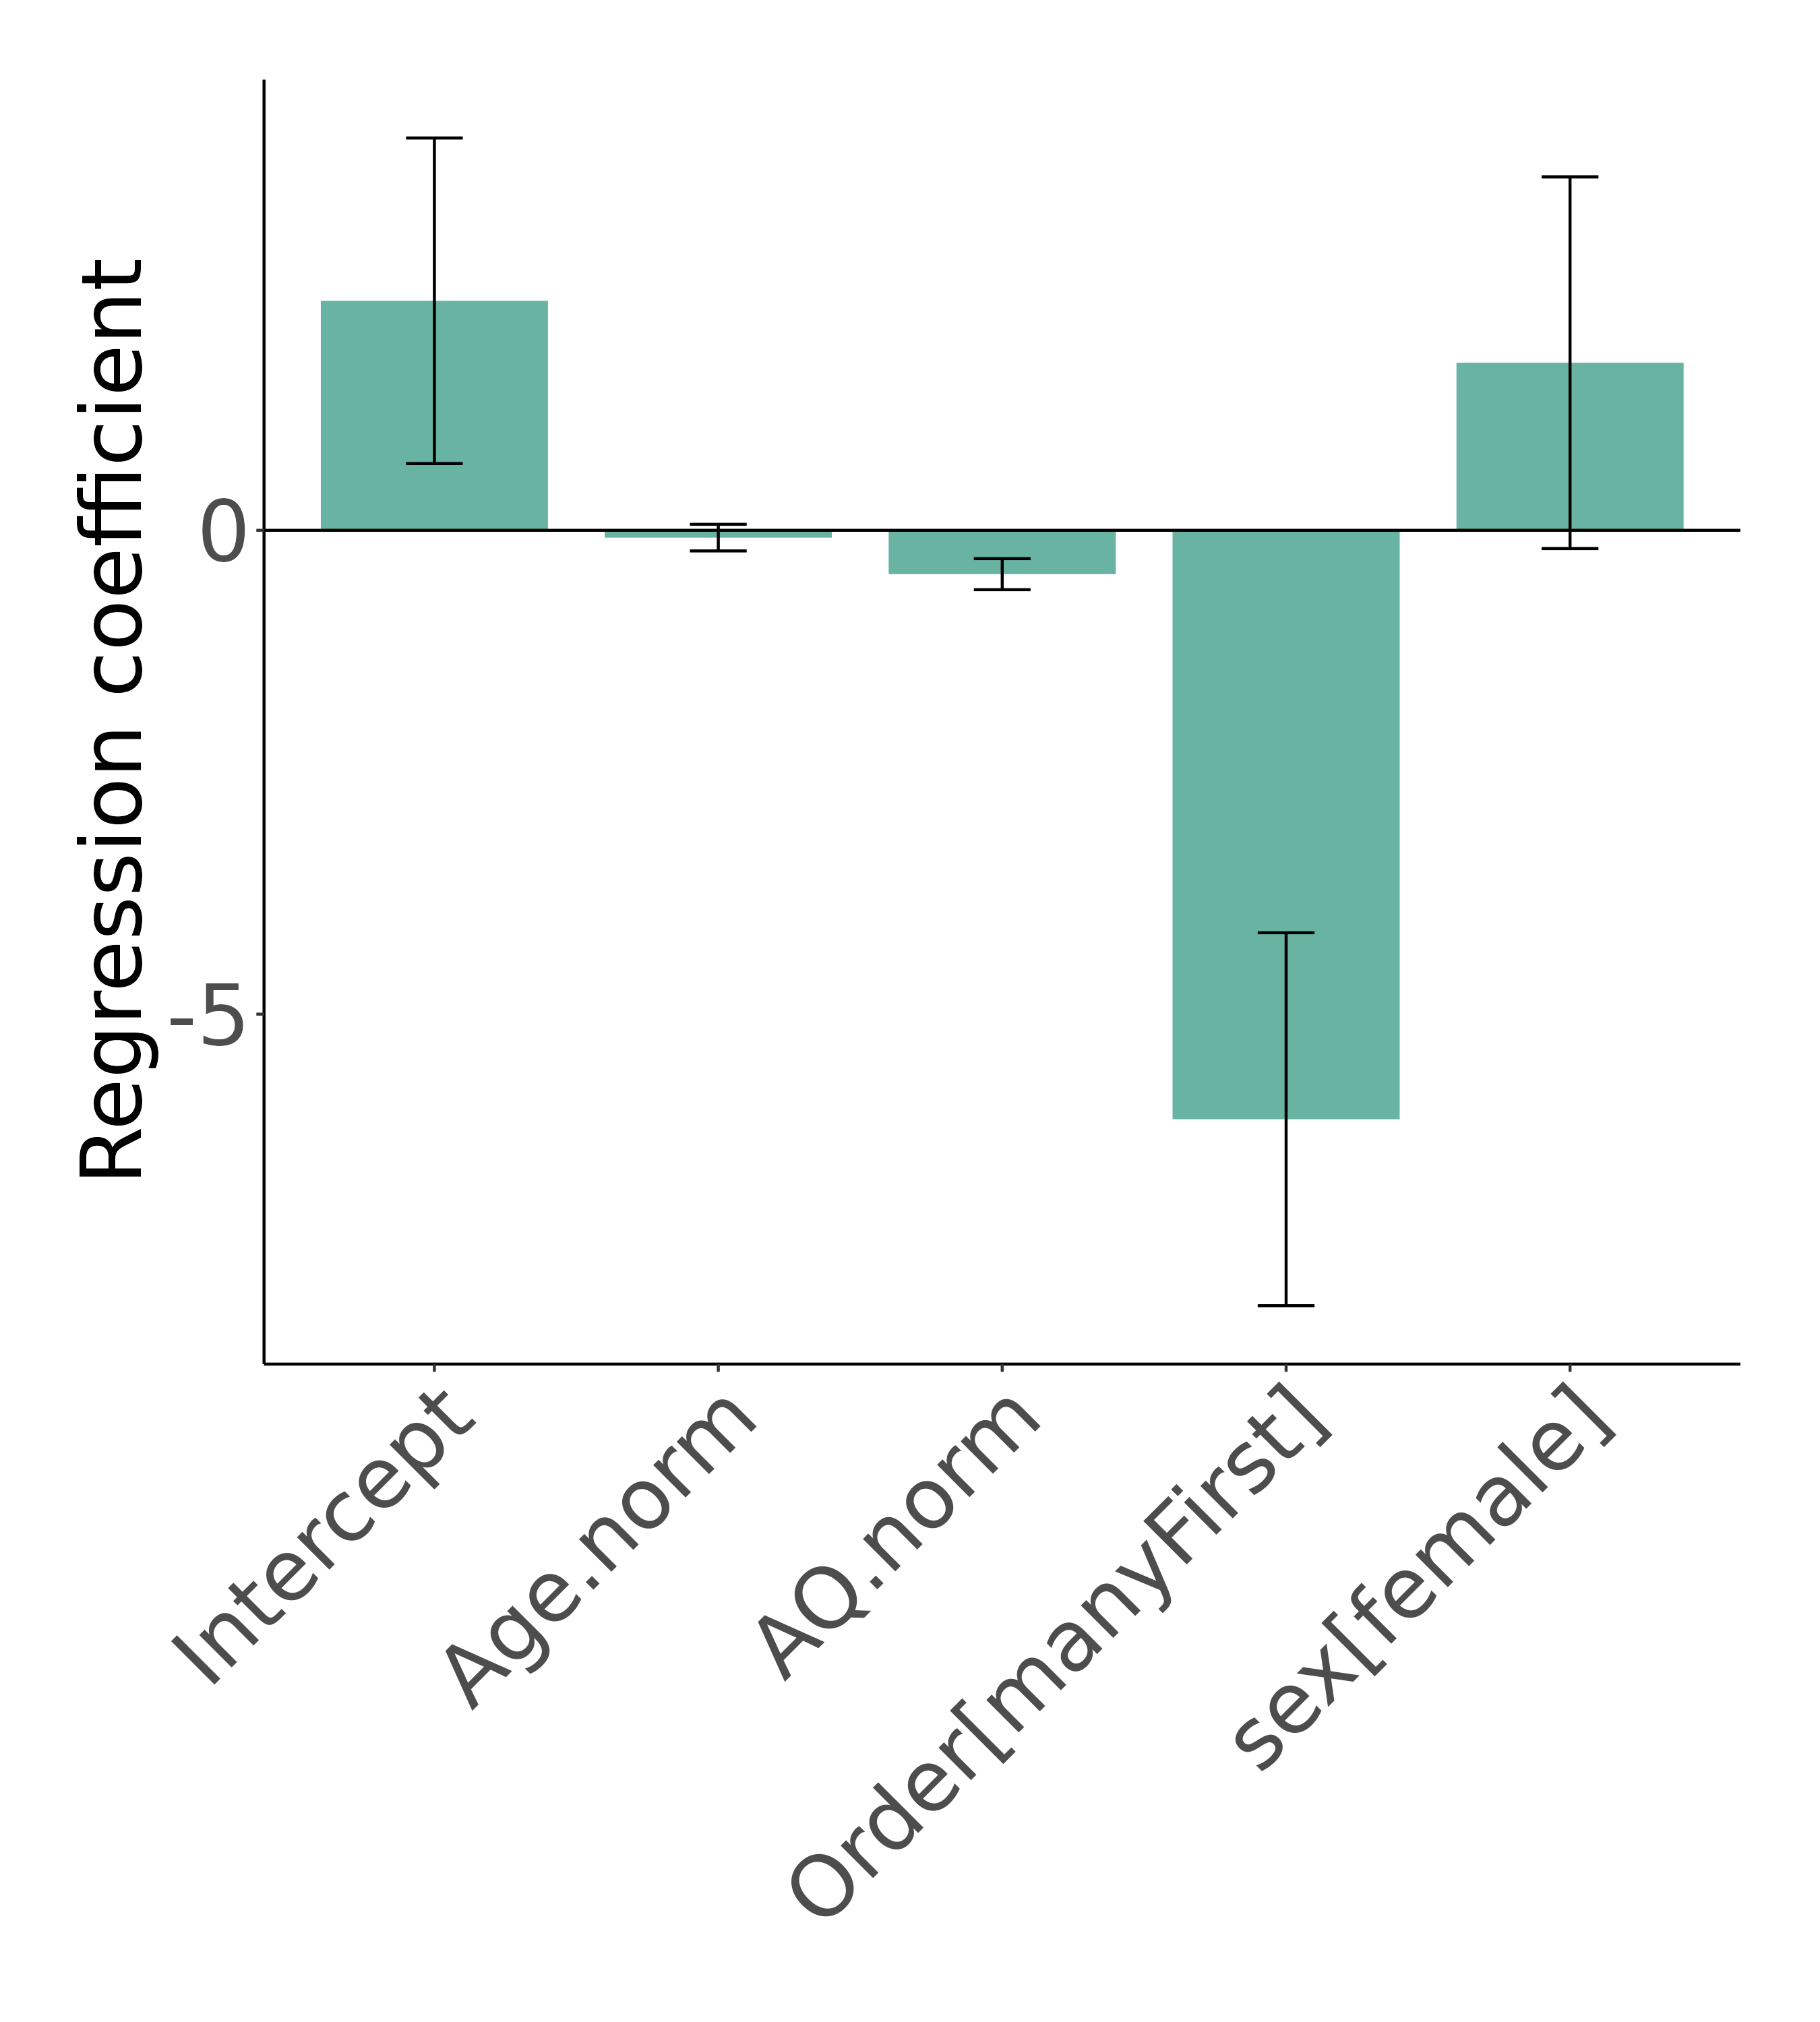 Regression coefficient
0
-5
Intercept
Age.norm
AQ.norm
Order[manyFirst]
sex[female]